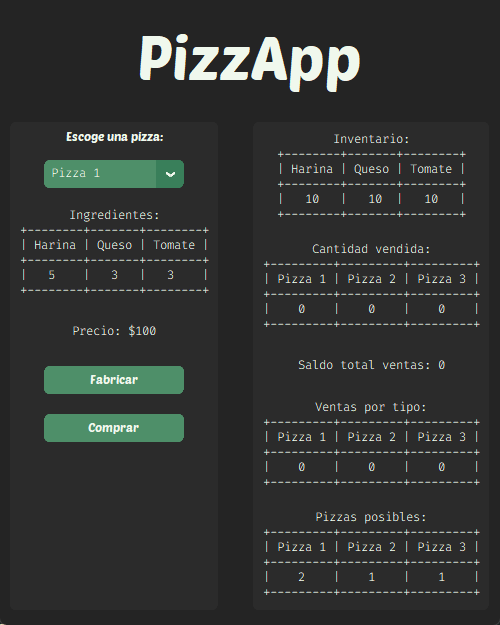 PizzApp
Escoge una pizza:
Pizza 1
Ingredientes:
+--------+-------+--------+
| Harina | Queso | Tomate |
+--------+-------+--------+
|   5    |   3   |   3    |
+--------+-------+--------+
Precio: $100
Fabricar
Comprar
Inventario:
+--------+-------+--------+
| Harina | Queso | Tomate |
+--------+-------+--------+
|   10   |  10   |   10   |
+--------+-------+--------+
Cantidad vendida:
+---------+---------+---------+
| Pizza 1 | Pizza 2 | Pizza 3 |
+---------+---------+---------+
|    0    |    0    |    0    |
+---------+---------+---------+
Saldo total ventas: 0
Ventas por tipo:
+---------+---------+---------+
| Pizza 1 | Pizza 2 | Pizza 3 |
+---------+---------+---------+
|    0    |    0    |    0    |
+---------+---------+---------+
Pizzas posibles:
+---------+---------+---------+
| Pizza 1 | Pizza 2 | Pizza 3 |
+---------+---------+---------+
|    2    |    1    |    1    |
+---------+---------+---------+